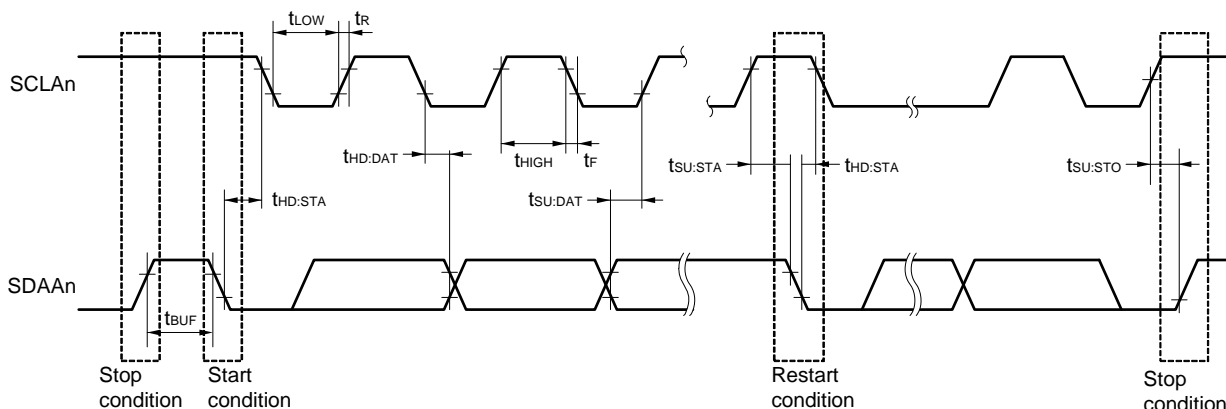 tLOW tR
SCLAn
tHD:DAT tHIGH tF tSU:STA tHD:STA tSU:STO
tHD:STA tSU:DAT
SDAAn
tBUF
Stop condition
Start condition
Restart condition
Stop condition